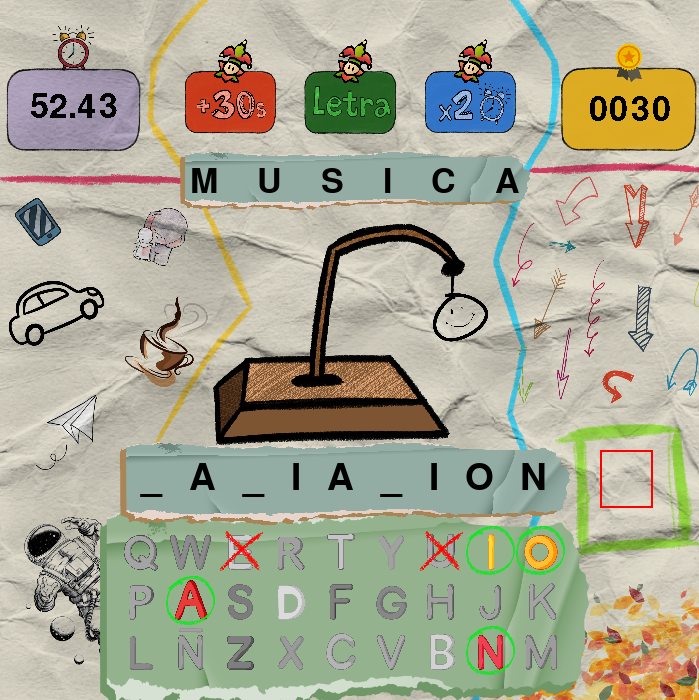 52.43
+30s
Letra
x2
0030
M U S I C A
_ A _ I A _ I O N
Q W E R T Y U I O
P A S D F G H J K
L Ñ Z X C V B N M